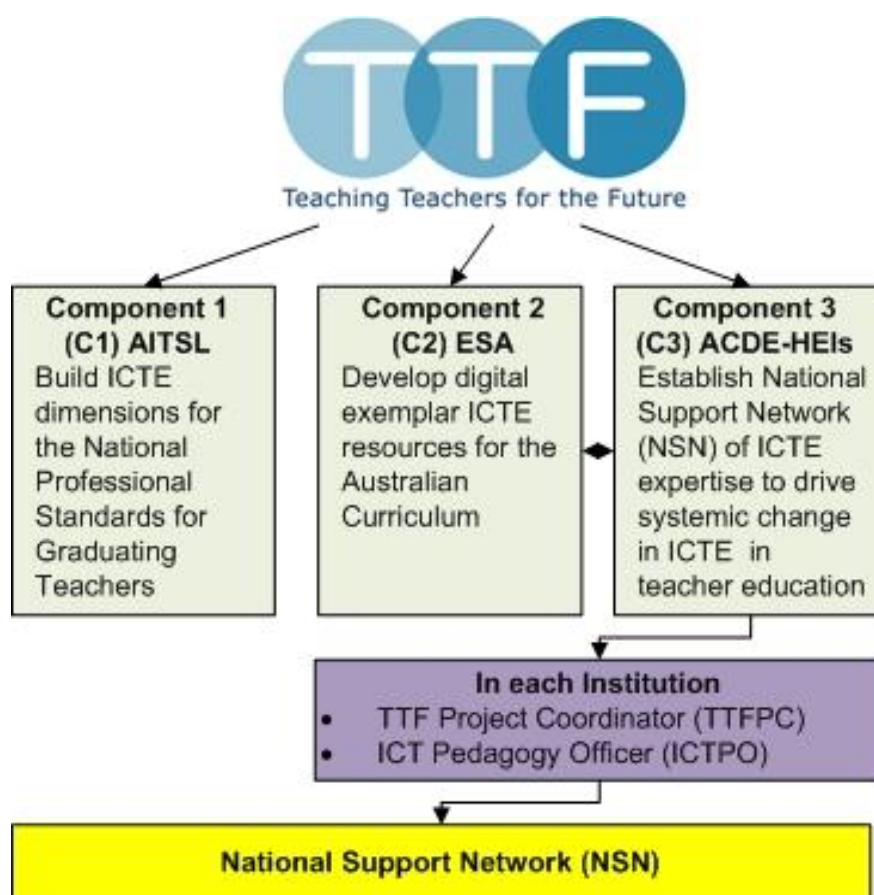 TTF
Teaching Teachers for the Future
Component 1
(C1) AITSL
Build ICTE
dimensions for
the National
Professional
Standards for
Graduating
Teachers
Component 2
(C2) ESA
Develop digital
exemplar ICTE
resources for the
Australian
Curriculum
Component 3
(C3) ACDE-HEIs
Establish National
Support Network
(NSN) of ICTE
expertise to drive
systemic change
in ICTE in
teacher education
In each Institution
• TTF Project Coordinator (TTFPC)
• ICT Pedagogy Officer (ICTPO)
National Support Network (NSN)